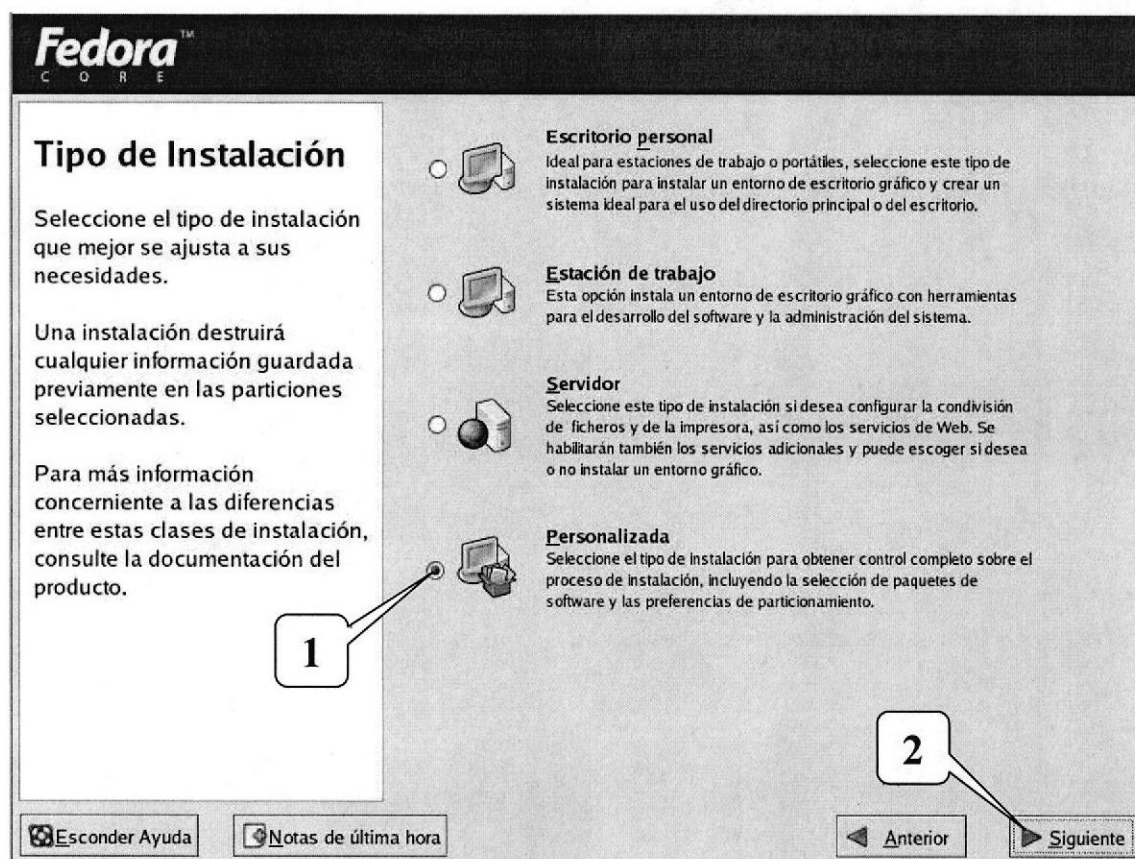 Fedora™
CORE
Tipo de Instalación
Seleccione el tipo de instalación
que mejor se ajusta a sus
necesidades.
Una instalación destruirá
cualquier información guardada
previamente en las particiones
seleccionadas.
Para más información
concerniente a las diferencias
entre estas clases de instalación,
consulte la documentación del
producto.
Escritorio personal
Ideal para estaciones de trabajo o portátiles, seleccione este tipo de
instalación para instalar un entorno de escritorio gráfico y crear un
sistema ideal para el uso del directorio principal o del escritorio.
Estación de trabajo
Esta opción instala un entorno de escritorio gráfico con herramientas
para el desarrollo del software y la administración del sistema.
Servidor
Seleccione este tipo de instalación si desea configurar la condivisión
de ficheros y de la impresora, así como los servicios de Web. Se
habilitarán también los servicios adicionales y puede escoger si desea
o no instalar un entorno gráfico.
Personalizada
Seleccione el tipo de instalación para obtener control completo sobre el
proceso de instalación, incluyendo la selección de paquetes de
software y las preferencias de particionamiento.
1
2
Esconder Ayuda
Notas de última hora
Anterior
Siguiente